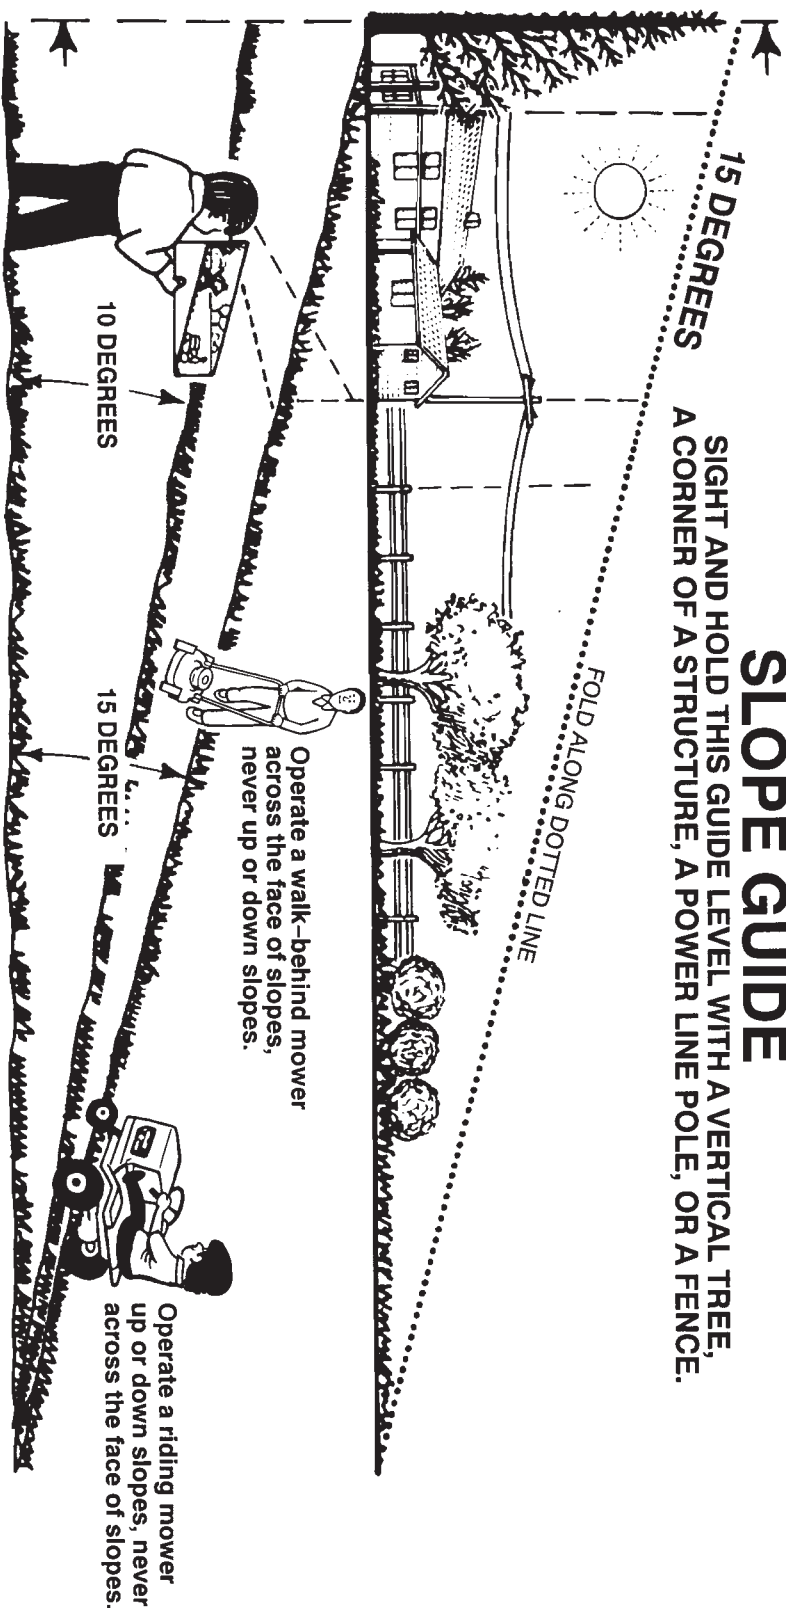 SLOPE GUIDE
SIGHT AND HOLD THIS GUIDE LEVEL WITH A VERTICAL TREE,
A CORNER OF A STRUCTURE, A POWER LINE POLE, OR A FENCE.
15 DEGREES
FOLD ALONG DOTTED LINE
Operate a walk-behind mower
across the face of slopes,
never up or down slopes.
10 DEGREES
15 DEGREES
Operate a riding mower
up or down slopes, never
across the face of slopes.